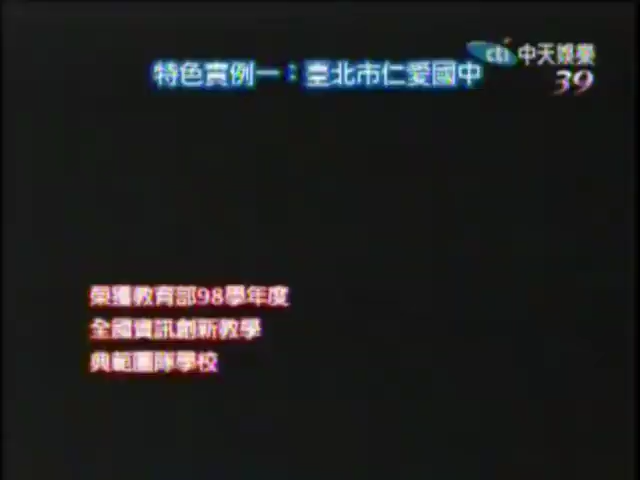 特色實例一：臺北市仁愛國中
cti 中天娛樂
39
榮獲教育部98學年度
全國資訊創新教學
典範團隊學校